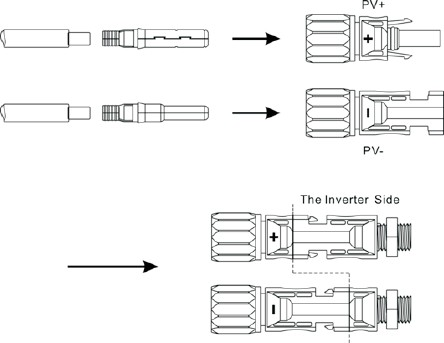 PV+
+
-
PV-
The Inverter Side
+
-